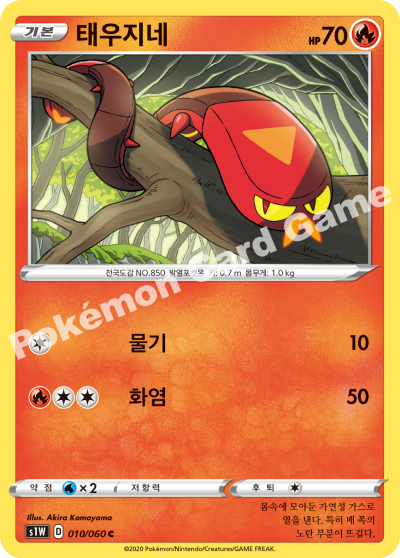 기본 태우지네 HP70
전국도감 NO.850 발열포켓몬 키: 0.7 m 몸무게: 1.0 kg
Pokémon Card Game
물기 10
화염 50
약점 ×2 저항력 후퇴
Illus. Akira Komayama
s1W D 010/060 C
몸속에 모아둔 가연성 가스로
열을 낸다. 특히 배 쪽의
노란 부분이 뜨겁다.
©2020 Pokémon/Nintendo/Creatures/GAME FREAK.